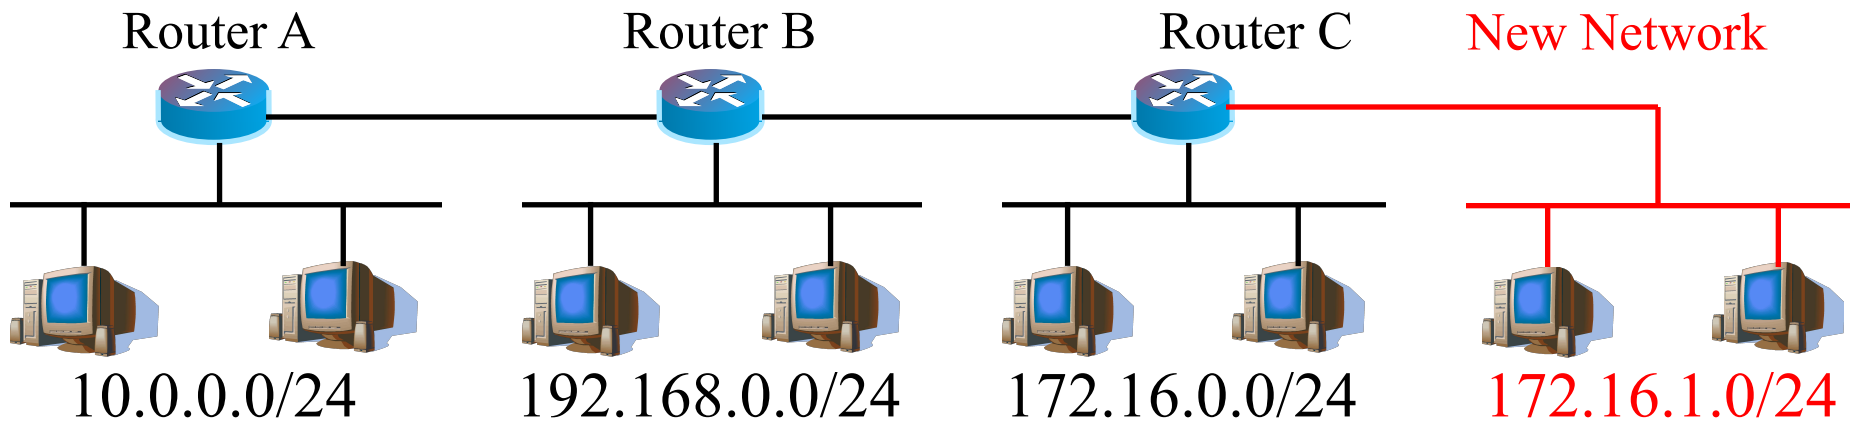 Router A
Router B
Router C
New Network
10.0.0.0/24
192.168.0.0/24
172.16.0.0/24
172.16.1.0/24